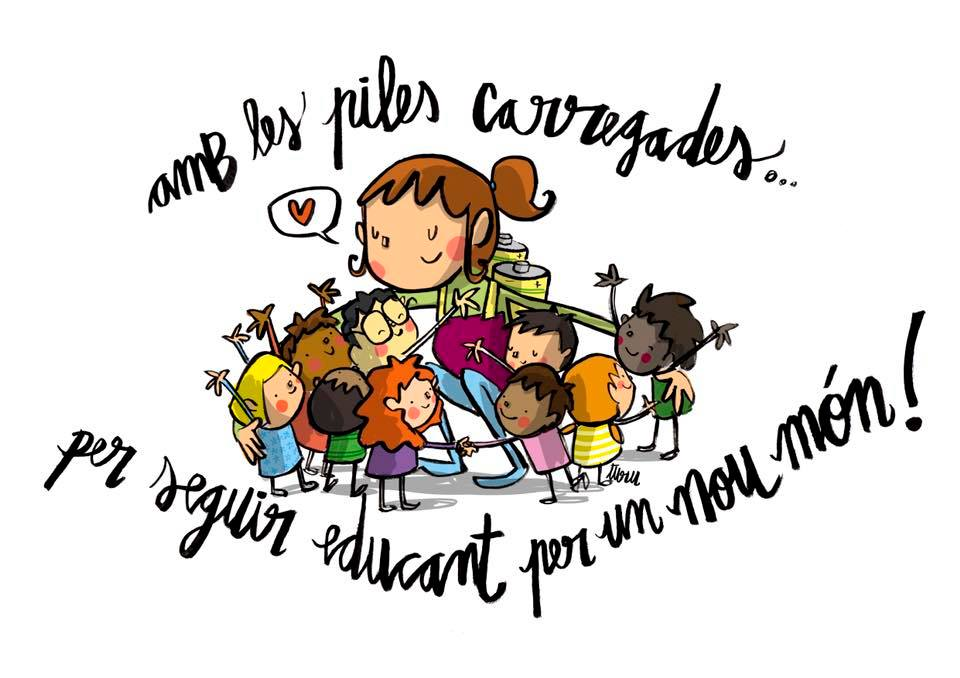 amb les piles carregades...
per seguir educant per un nou món!